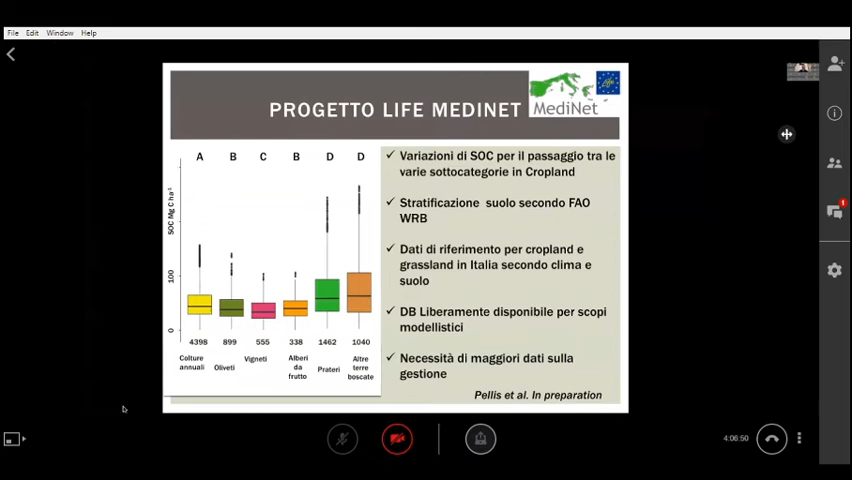 File Edit Window Help
PROGETTO LIFE MEDINET
MediNet
A B C B D D
SOC Mg C ha-1
100
0
4398 899 555 338 1462 1040
Colture annuali
Oliveti
Vigneti
Alberi da frutto
Prateri
Altre terre boscate
Variazioni di SOC per il passaggio tra le
varie sottocategorie in Cropland
Stratificazione suolo secondo FAO
WRB
Dati di riferimento per cropland e
grassland in Italia secondo clima e
suolo
DB Liberamente disponibile per scopi
modellistici
Necessità di maggiori dati sulla
gestione
Pellis et al. In preparation
1
4:06:50